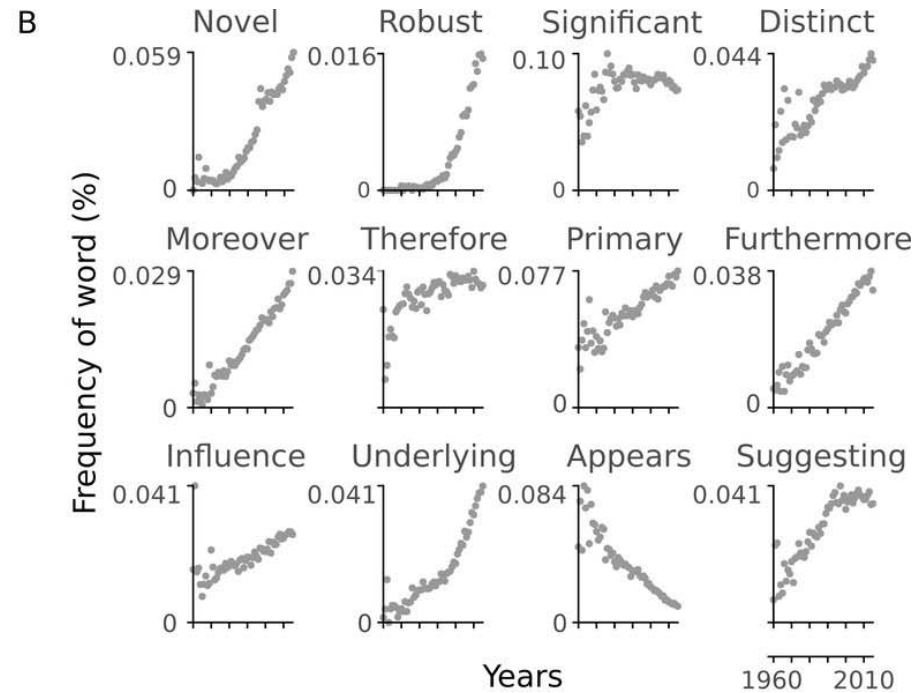 B
Novel Robust Significant Distinct
0.059 0.016 0.10 0.044
0 0 0 0
Moreover Therefore Primary Furthermore
0.029 0.034 0.077 0.038
0 0 0
Influence Underlying Appears Suggesting
0.041 0.041 0.084 0.041
0 0 0
Frequency of word (%)
Years
1960 2010